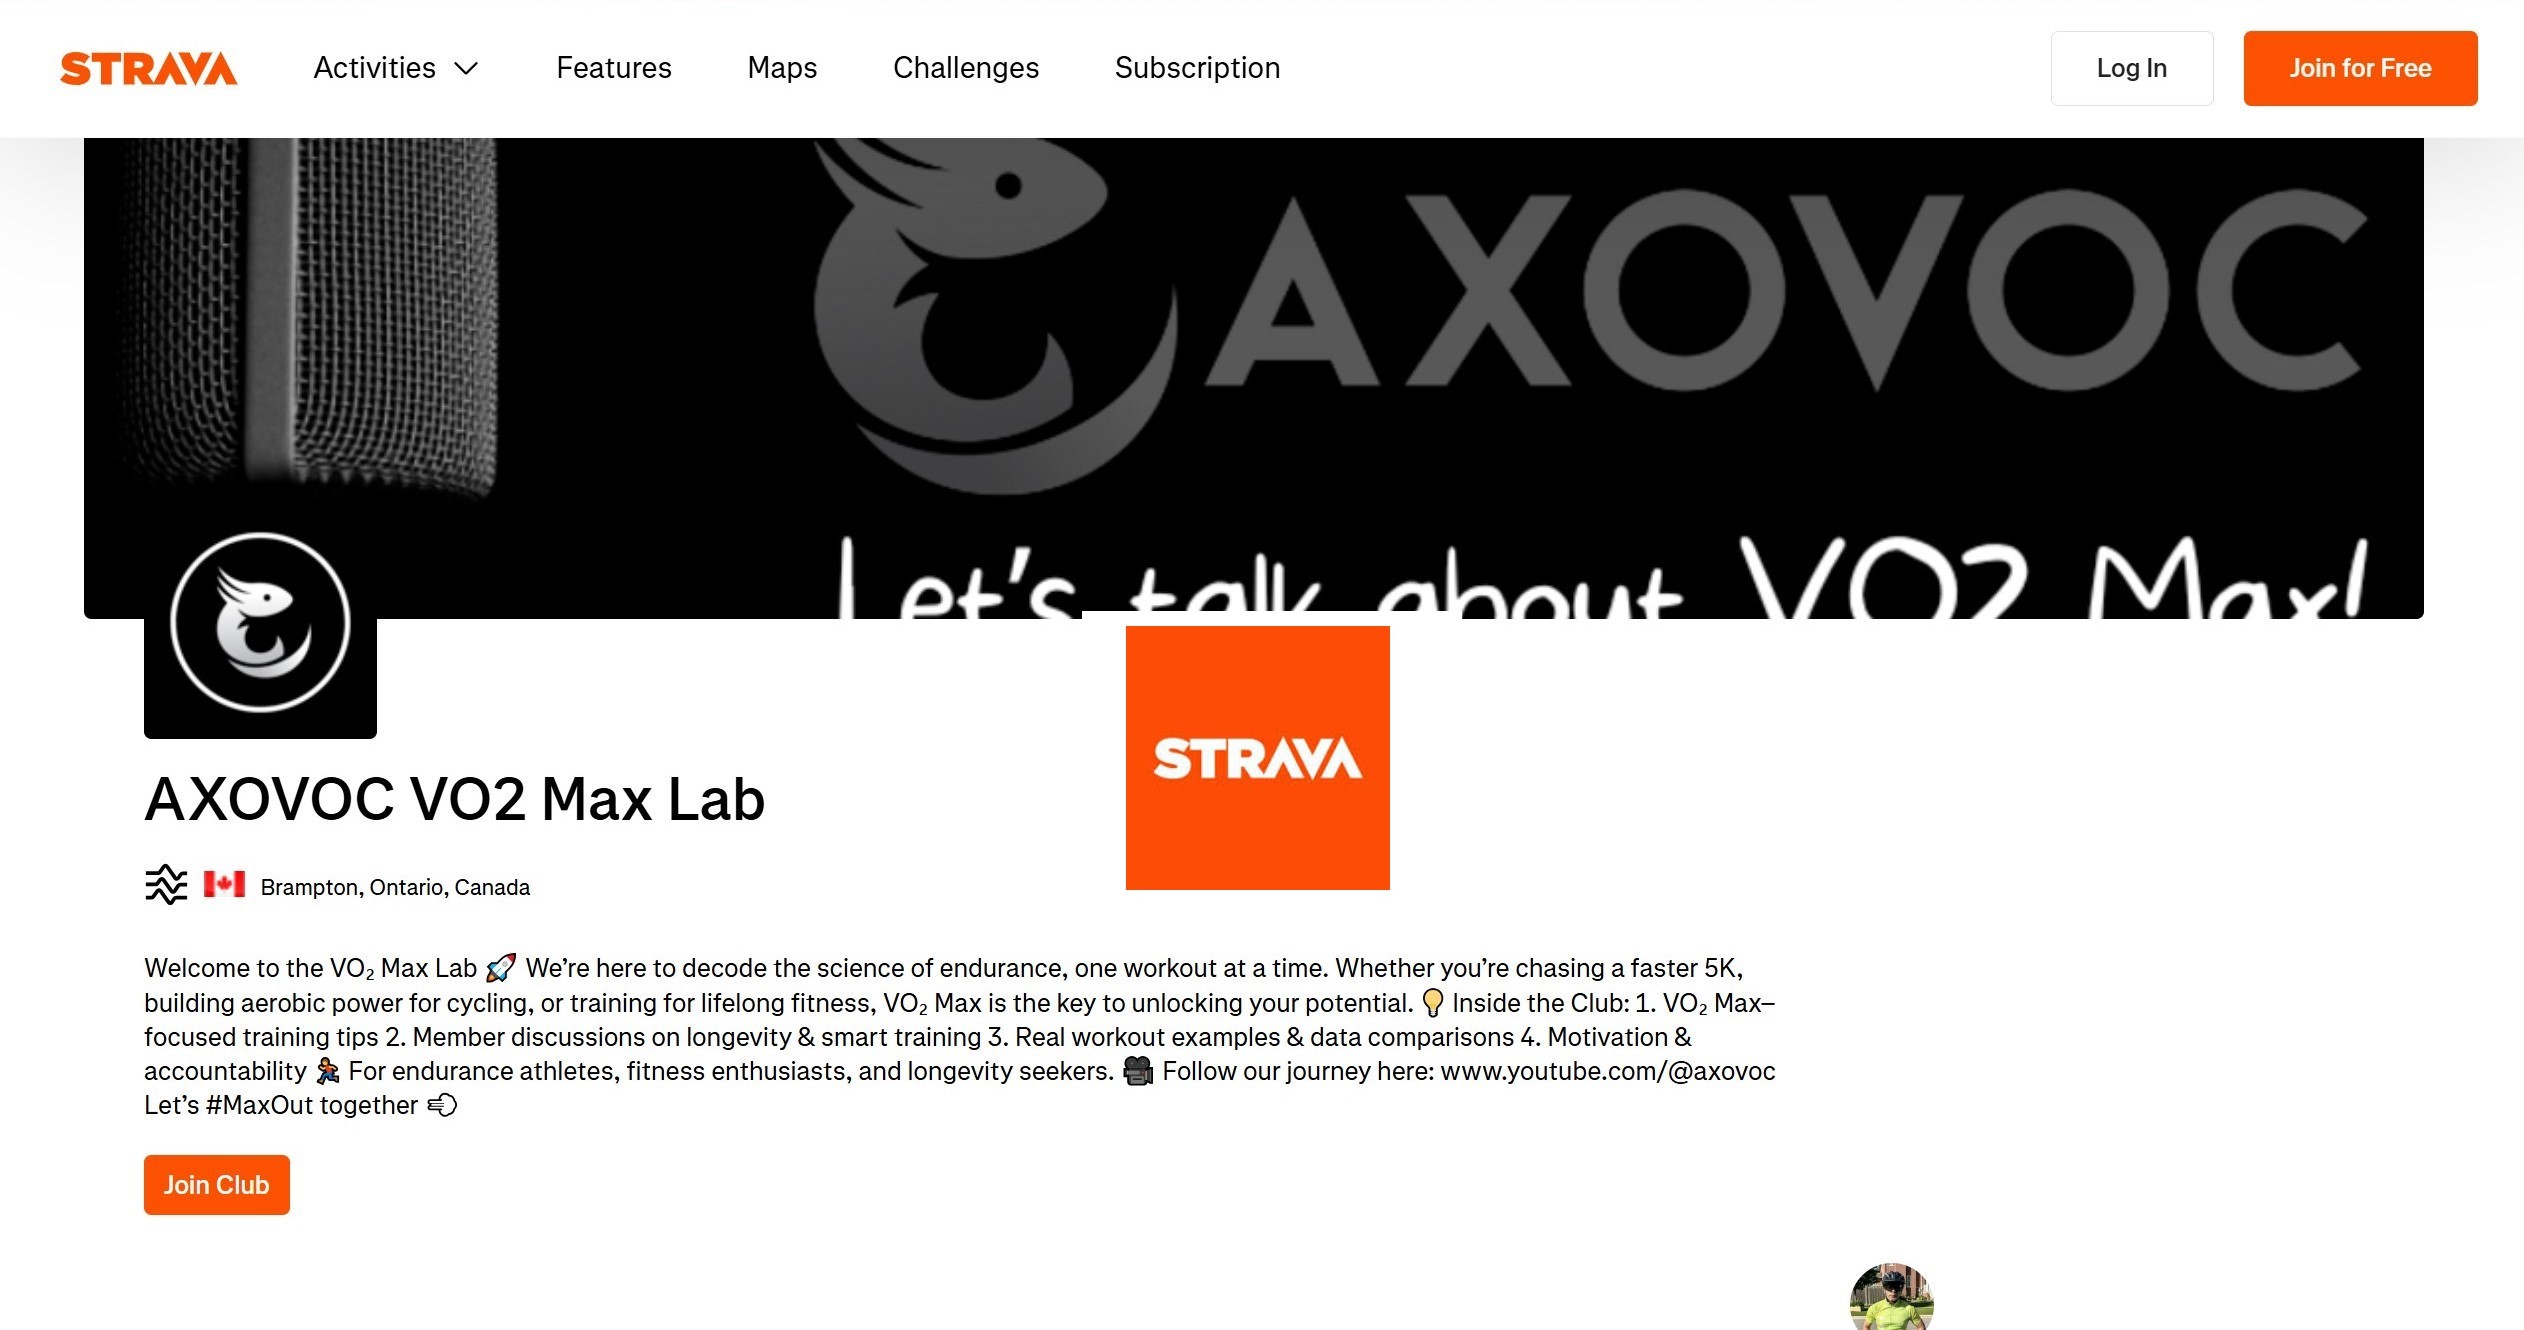 STRAVA
Activities
Features
Maps
Challenges
Subscription
Log In
Join for Free
AXOVOC
Let's talk about VO2 Max!
STRAVA
AXOVOC VO2 Max Lab
Brampton, Ontario, Canada
Welcome to the VO₂ Max Lab 🚀 We’re here to decode the science of endurance, one workout at a time. Whether you’re chasing a faster 5K,
building aerobic power for cycling, or training for lifelong fitness, VO₂ Max is the key to unlocking your potential. 💡 Inside the Club: 1. VO₂ Max–
focused training tips 2. Member discussions on longevity & smart training 3. Real workout examples & data comparisons 4. Motivation &
accountability 🏃 For endurance athletes, fitness enthusiasts, and longevity seekers. 🎥 Follow our journey here: www.youtube.com/@axovoc
Let’s #MaxOut together 💨
Join Club